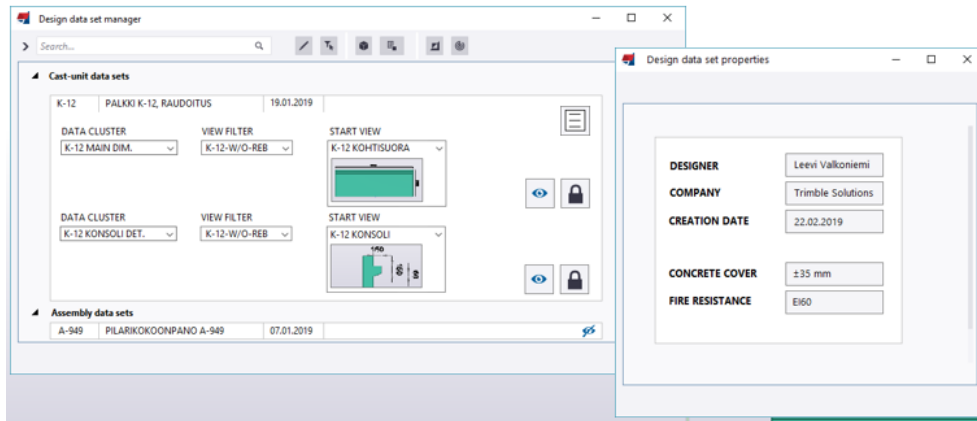 Design data set manager
Search...
Cast-unit data sets
K-12 PALKKI K-12, RAUDOITUS 19.01.2019
DATA CLUSTER VIEW FILTER START VIEW
K-12 MAIN DIM. K-12-W/O-REB K-12 KOHTISUORA
DATA CLUSTER VIEW FILTER START VIEW
K-12 KONSOLI DET. K-12-W/O-REB K-12 KONSOLI
Assembly data sets
A-949 PILARIKOKOONPANO A-949 07.01.2019
Design data set properties
DESIGNER Leevi Valkoniemi
COMPANY Trimble Solutions
CREATION DATE 22.02.2019
CONCRETE COVER ±35 mm
FIRE RESISTANCE EI60